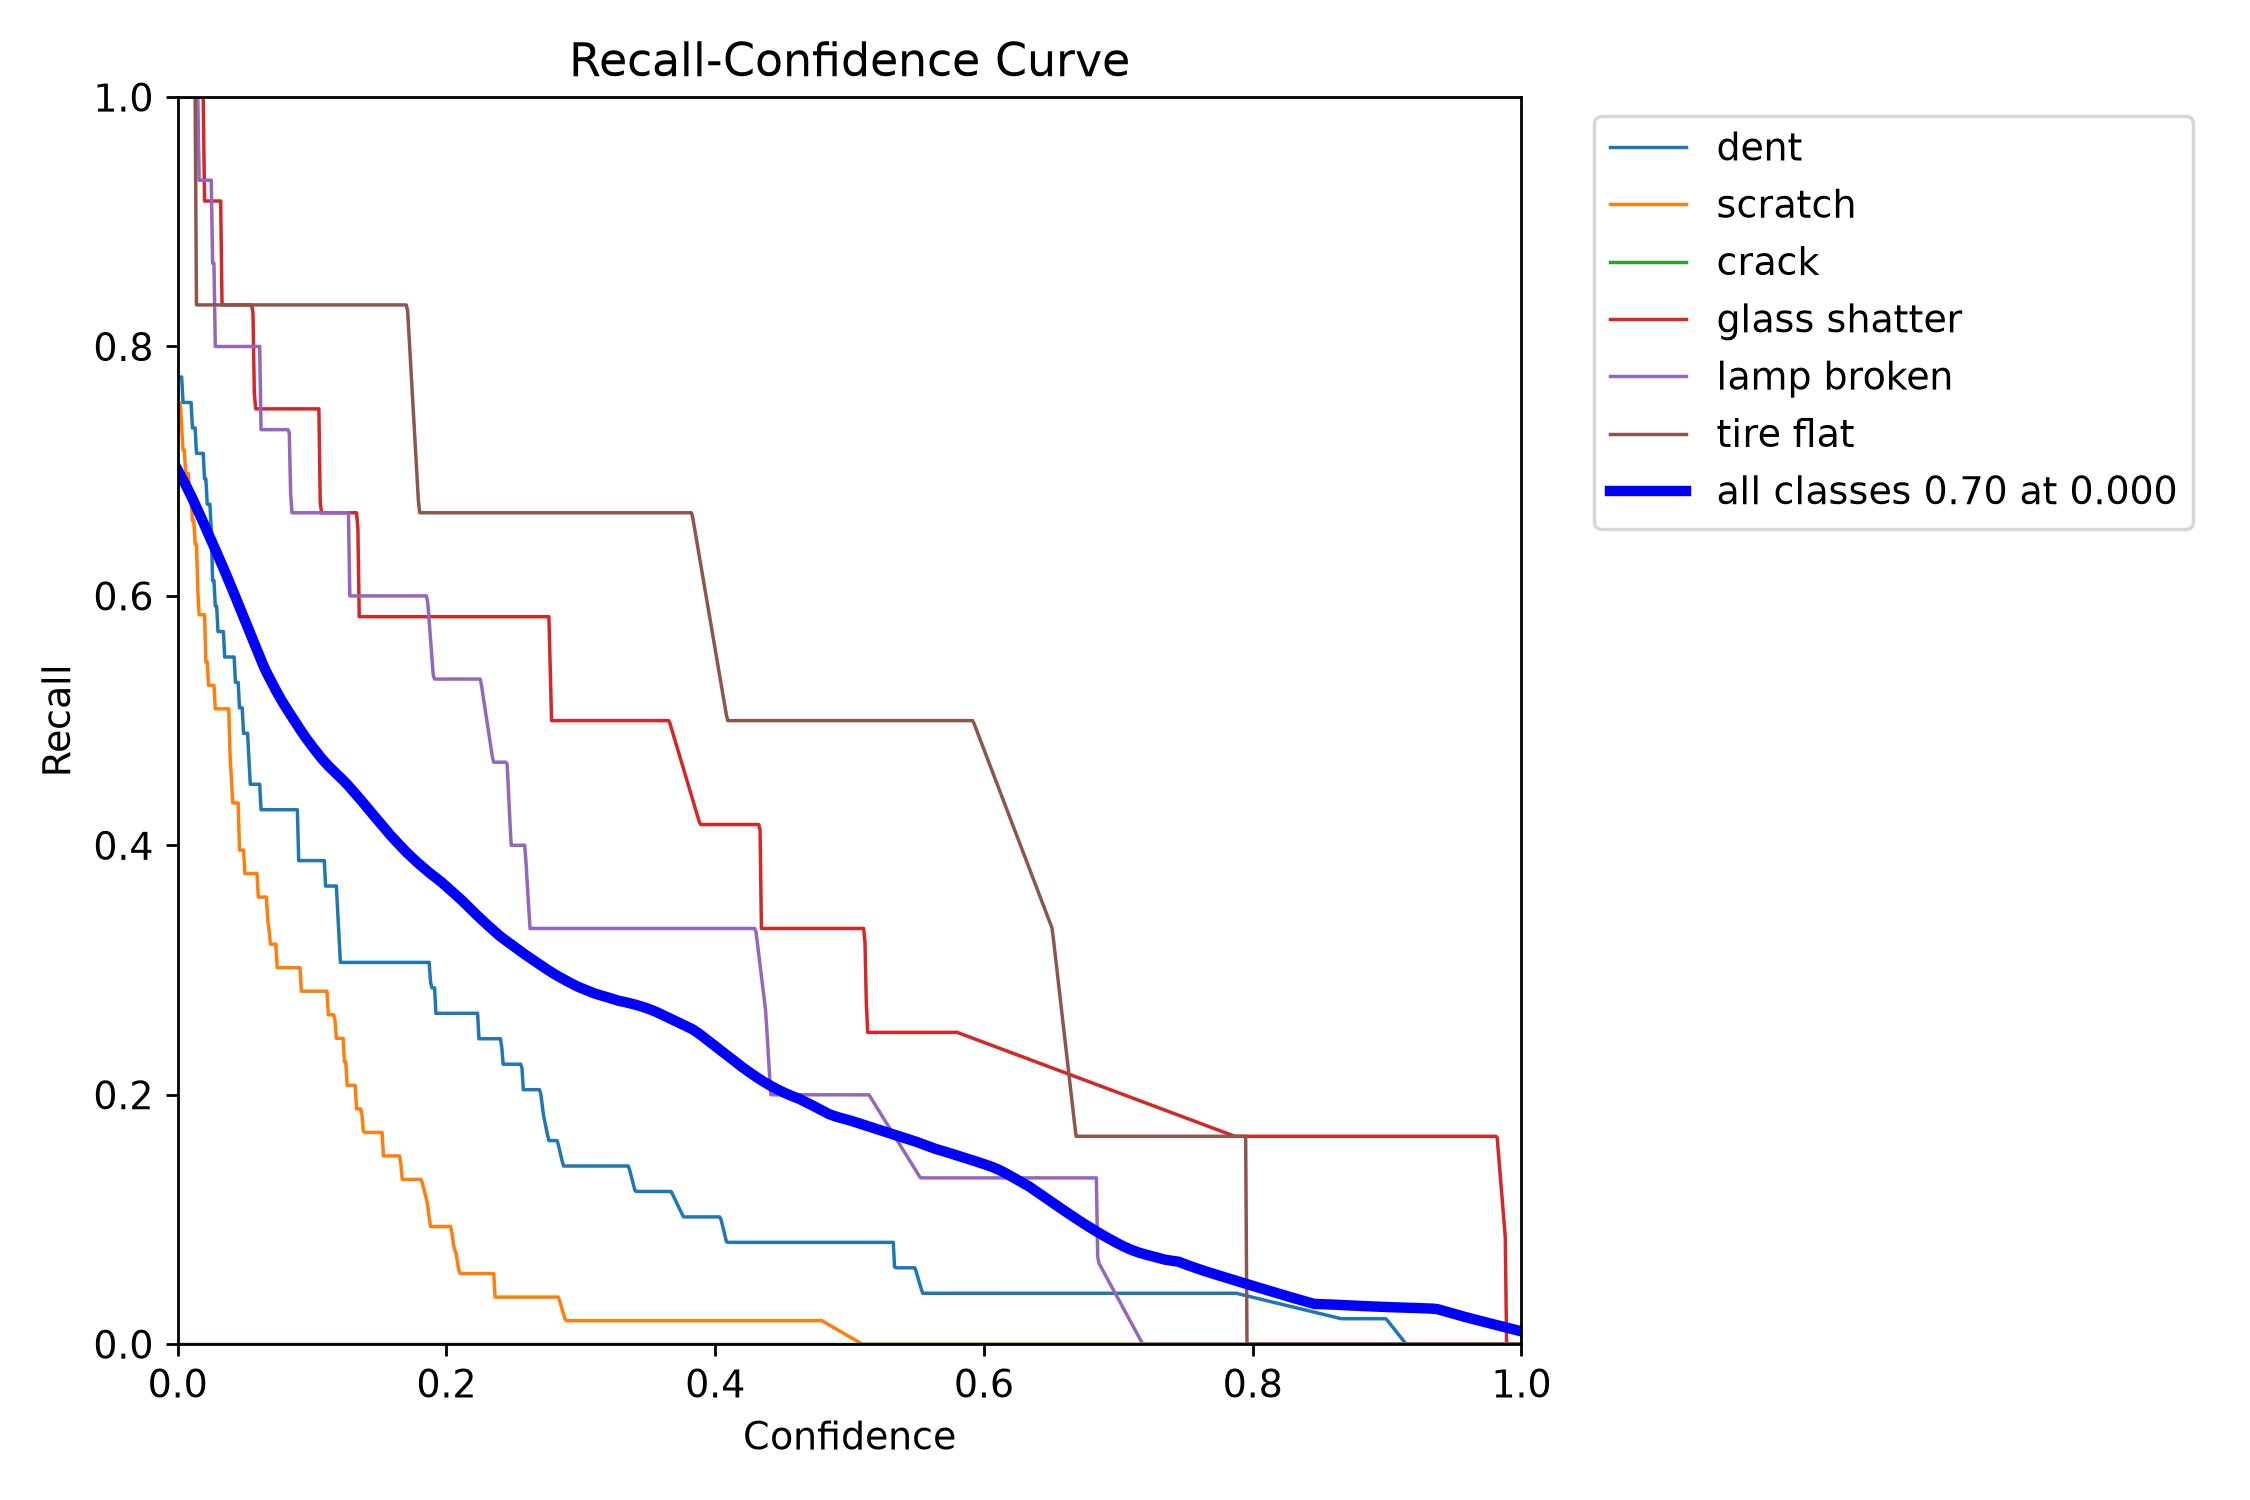 Recall-Confidence Curve
1.0
0.8
0.6
0.4
0.2
0.0
Recall
0.0 0.2 0.4 0.6 0.8 1.0
Confidence
dent
scratch
crack
glass shatter
lamp broken
tire flat
all classes 0.70 at 0.000